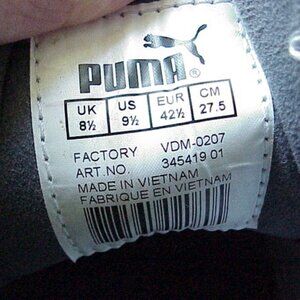 PUMA®
UK US EUR CM
8½ 9½ 42½ 27.5
FACTORY VDM-0207
ART.NO. 345419 01
MADE IN VIETNAM
FABRIQUE EN VIETNAM